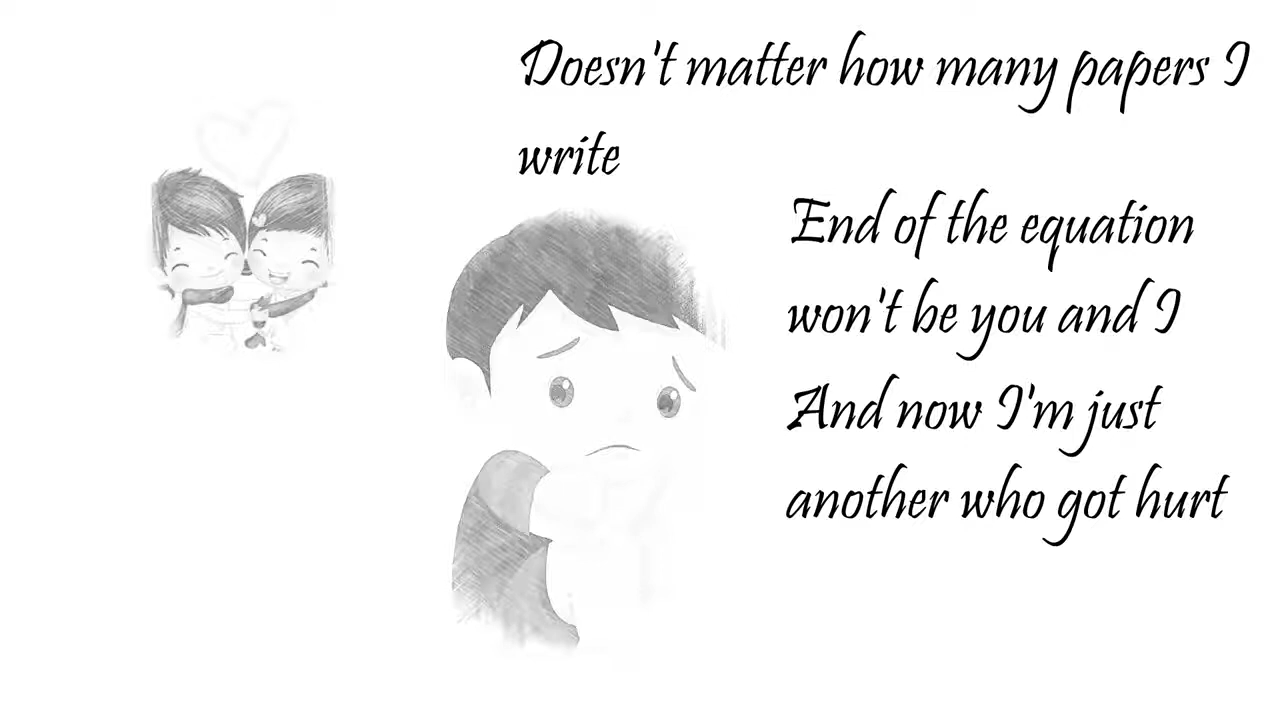 Doesn't matter how many papers I
write
End of the equation
won't be you and I
And now I'm just
another who got hurt